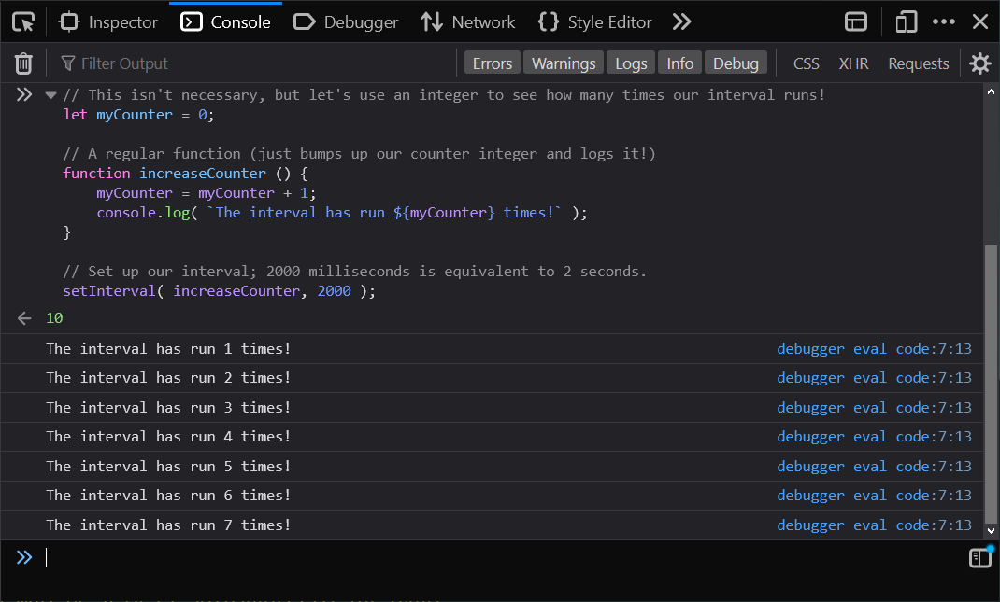 Inspector Console Debugger Network Style Editor
Filter Output Errors Warnings Logs Info Debug CSS XHR Requests
// This isn't necessary, but let's use an integer to see how many times our interval runs!
let myCounter = 0;
// A regular function (just bumps up our counter integer and logs it!)
function increaseCounter () {
    myCounter = myCounter + 1;
    console.log( `The interval has run ${myCounter} times!` );
}
// Set up our interval; 2000 milliseconds is equivalent to 2 seconds.
setInterval( increaseCounter, 2000 );
10
The interval has run 1 times! debugger eval code:7:13
The interval has run 2 times! debugger eval code:7:13
The interval has run 3 times! debugger eval code:7:13
The interval has run 4 times! debugger eval code:7:13
The interval has run 5 times! debugger eval code:7:13
The interval has run 6 times! debugger eval code:7:13
The interval has run 7 times! debugger eval code:7:13